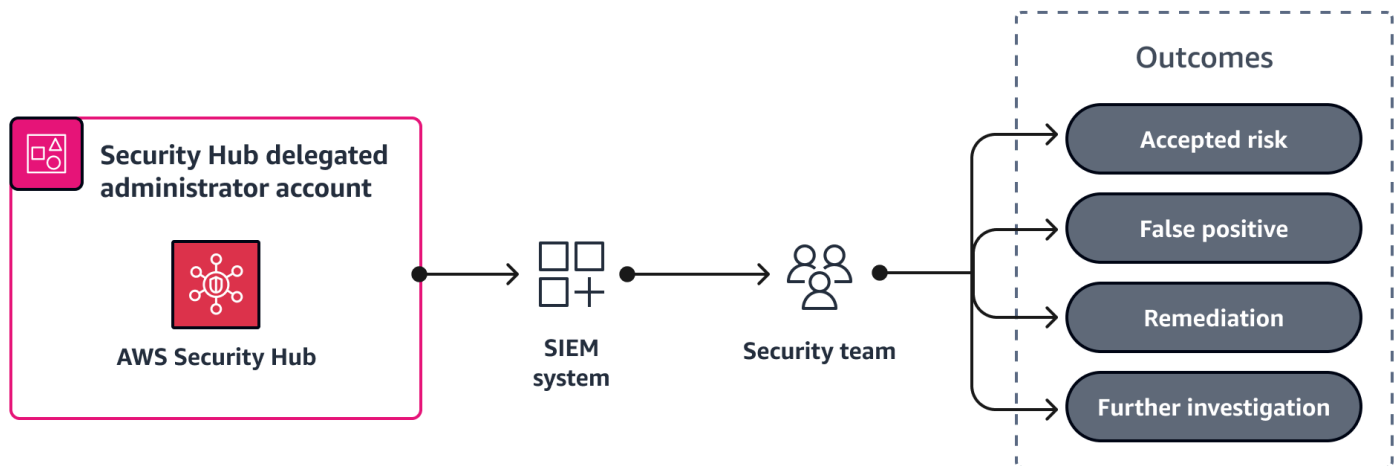 Security Hub delegated
administrator account
AWS Security Hub
SIEM
system
Security team
Outcomes
Accepted risk
False positive
Remediation
Further investigation